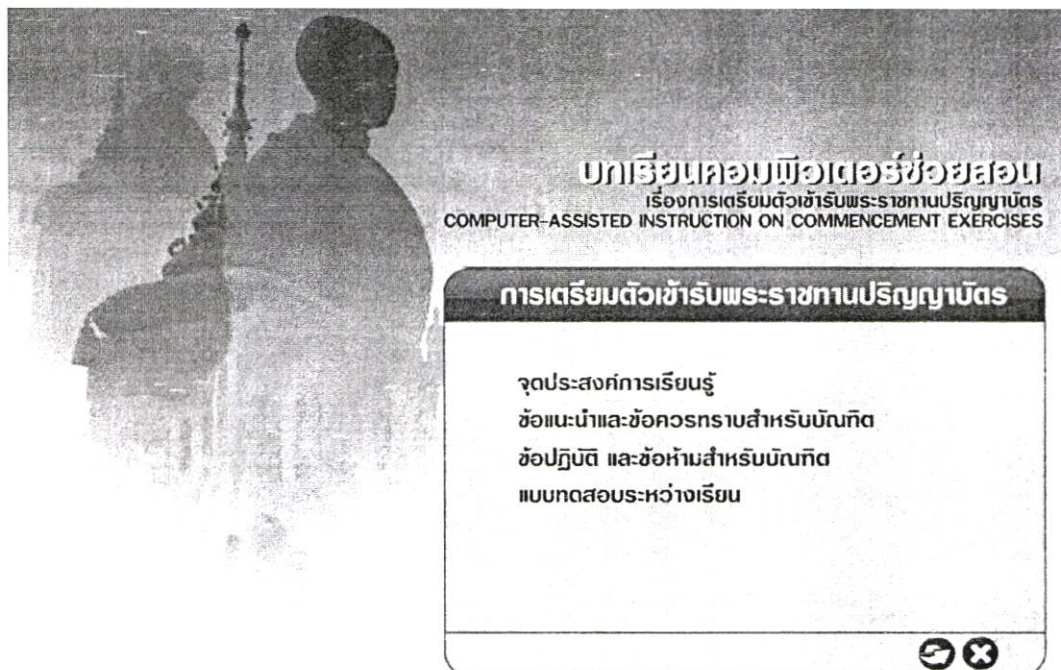 บทเรียนคอมพิวเตอร์ช่วยสอน
เรื่องการเตรียมตัวเข้ารับพระราชทานปริญญาบัตร
COMPUTER-ASSISTED INSTRUCTION ON COMMENCEMENT EXERCISES
การเตรียมตัวเข้ารับพระราชทานปริญญาบัตร
จุดประสงค์การเรียนรู้
ข้อแนะนำและข้อควรทราบสำหรับบัณฑิต
ข้อปฏิบัติ และข้อห้ามสำหรับบัณฑิต
แบบทดสอบระหว่างเรียน